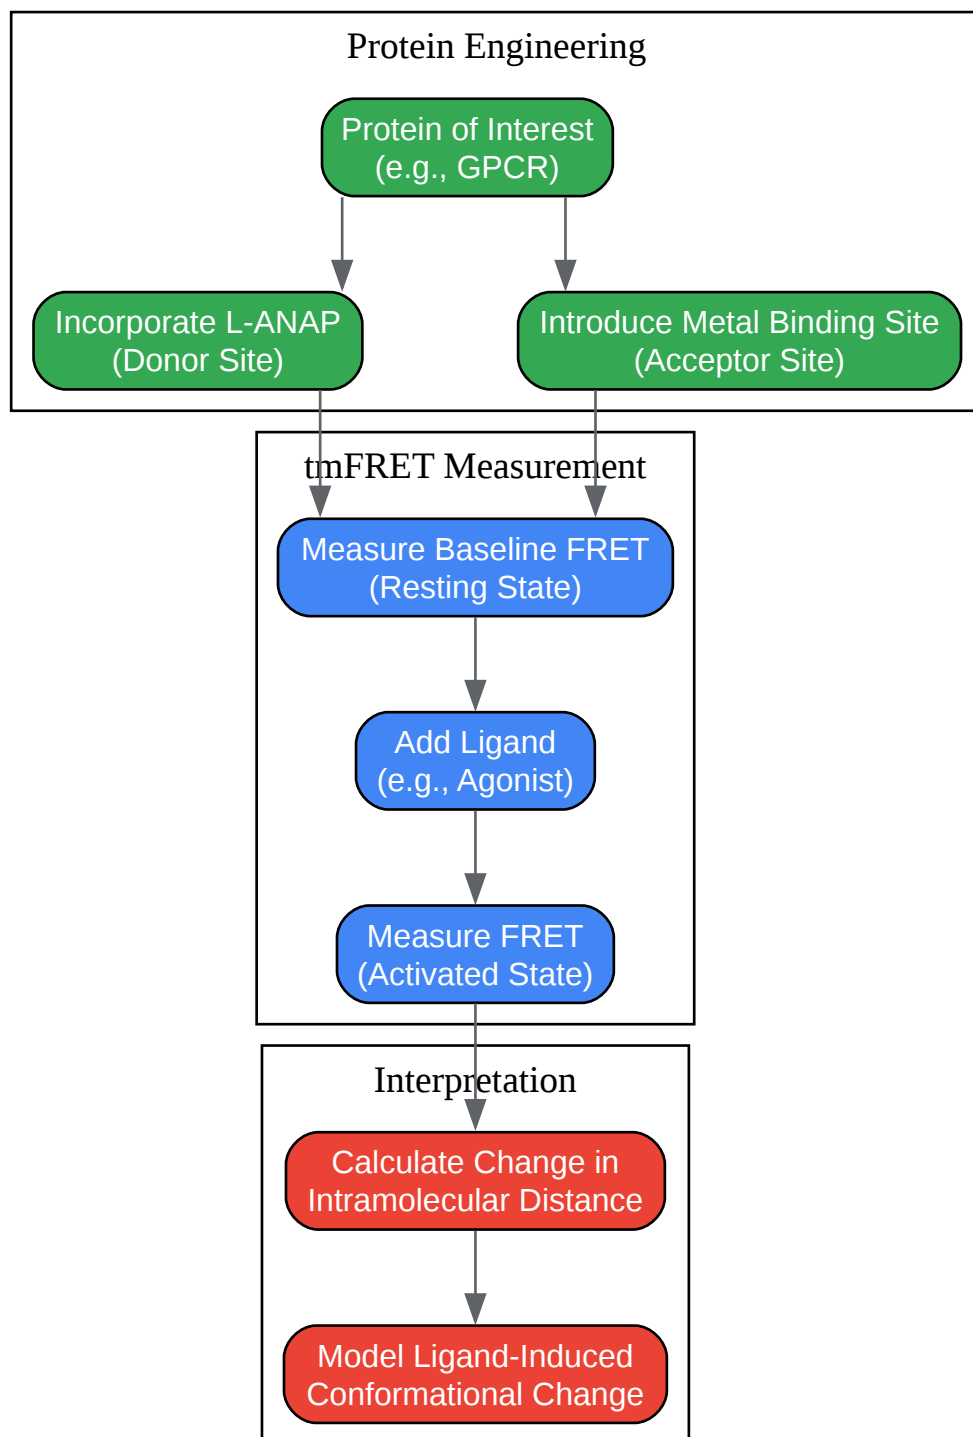 Protein Engineering
Protein of Interest
(e.g., GPCR)
Incorporate L-ANAP
(Donor Site)
Introduce Metal Binding Site
(Acceptor Site)
tmFRET Measurement
Measure Baseline FRET
(Resting State)
Add Ligand
(e.g., Agonist)
Measure FRET
(Activated State)
Interpretation
Calculate Change in
Intramolecular Distance
Model Ligand-Induced
Conformational Change